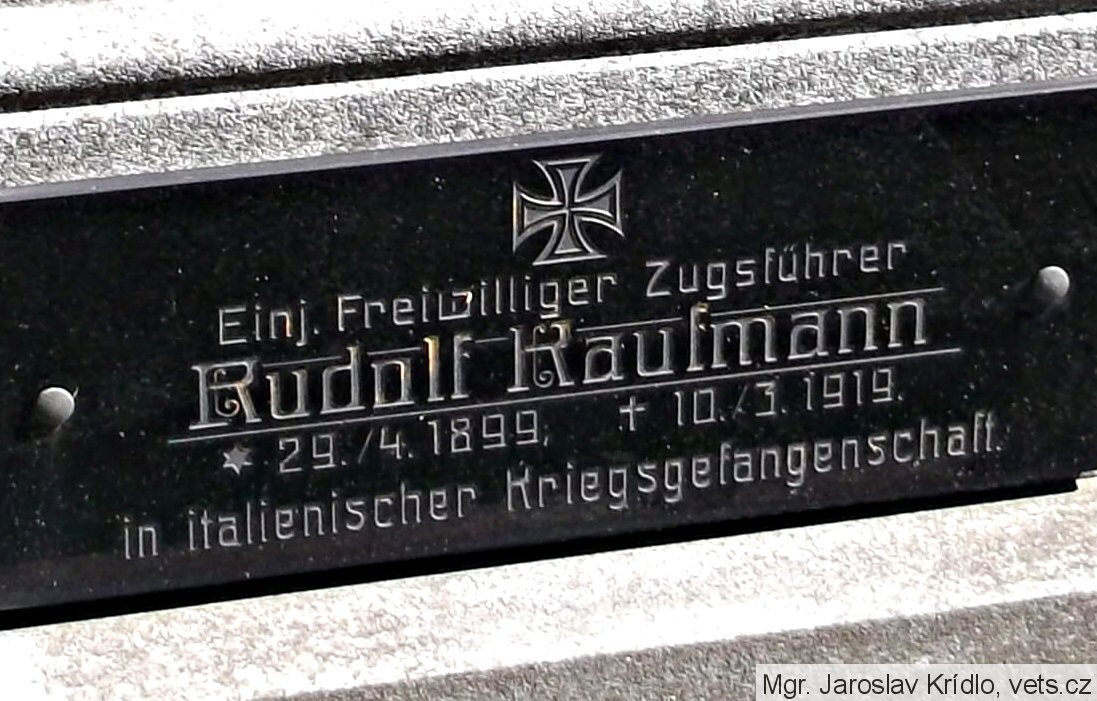 Einj. Freiwilliger Zugsführer
Rudolf Kaufmann
* 29./4. 1899, † 10./3. 1919.
in italienischer Kriegsgefangenschaft.
Mgr. Jaroslav Krídlo, vets.cz